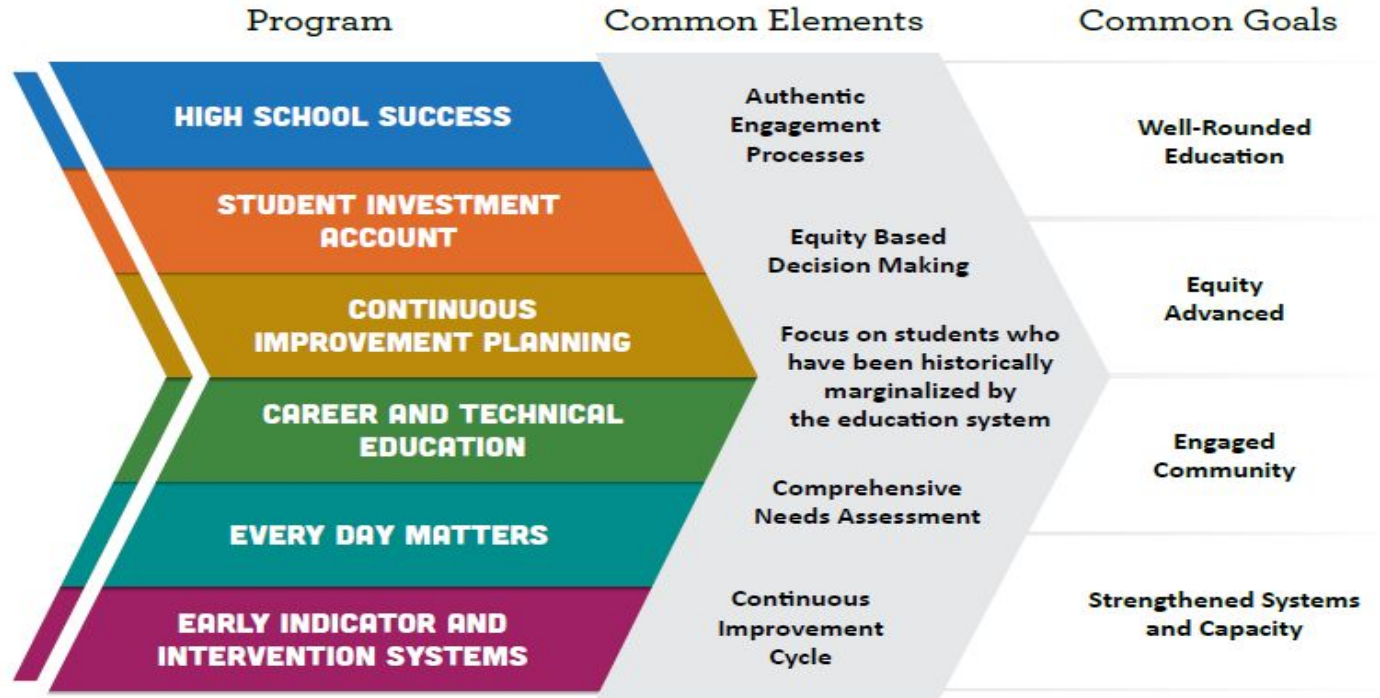 Program
Common Elements
Common Goals
HIGH SCHOOL SUCCESS
STUDENT INVESTMENT
ACCOUNT
CONTINUOUS
IMPROVEMENT PLANNING
CAREER AND TECHNICAL
EDUCATION
EVERY DAY MATTERS
EARLY INDICATOR AND
INTERVENTION SYSTEMS
Authentic
Engagement
Processes
Equity Based
Decision Making
Focus on students who
have been historically
marginalized by
the education system
Comprehensive
Needs Assessment
Continuous
Improvement
Cycle
Well-Rounded
Education
Equity
Advanced
Engaged
Community
Strengthened Systems
and Capacity